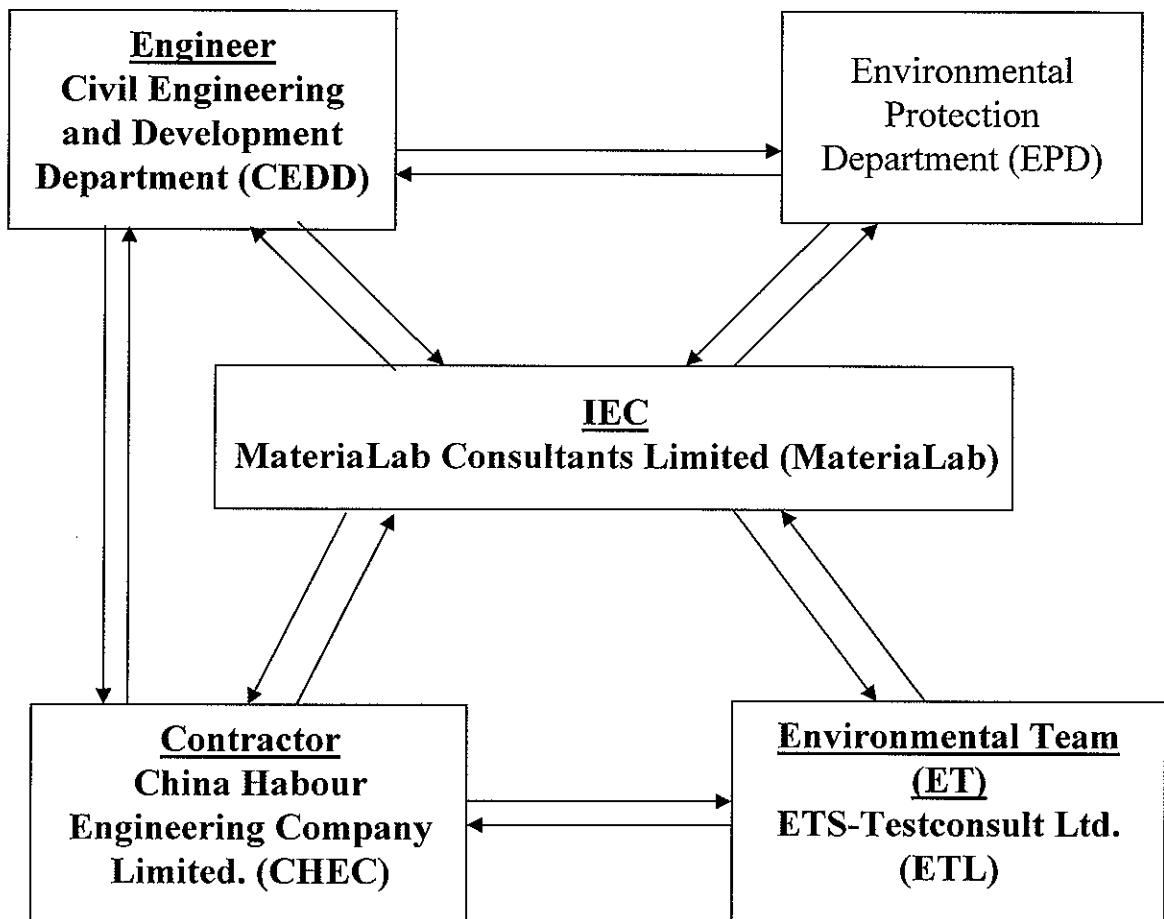 Engineer
Civil Engineering
and Development
Department (CEDD)
Environmental
Protection
Department (EPD)
IEC
MateriaLab Consultants Limited (MateriaLab)
Contractor
China Habour
Engineering Company
Limited. (CHEC)
Environmental Team
(ET)
ETS-Testconsult Ltd.
(ETL)